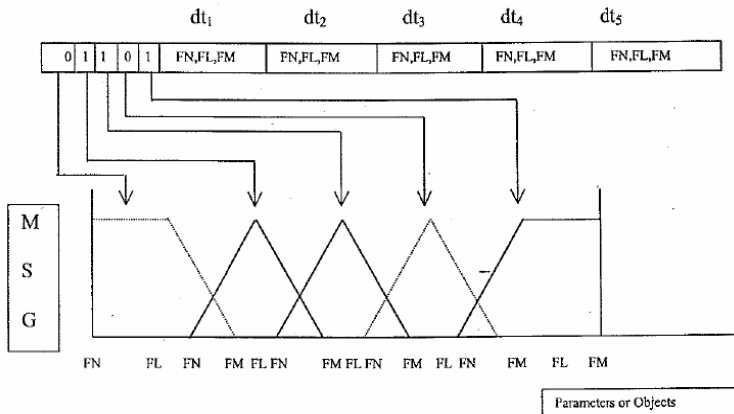 dt₁ dt₂ dt₃ dt₄ dt₅
0 1 1 0 1 FN,FL,FM FN,FL,FM FN,FL,FM FN,FL,FM FN,FL,FM
M
S
G
FN FL FN FM FL FN FM FL FN FM FL FN FM FL FM
Parameters or Objects